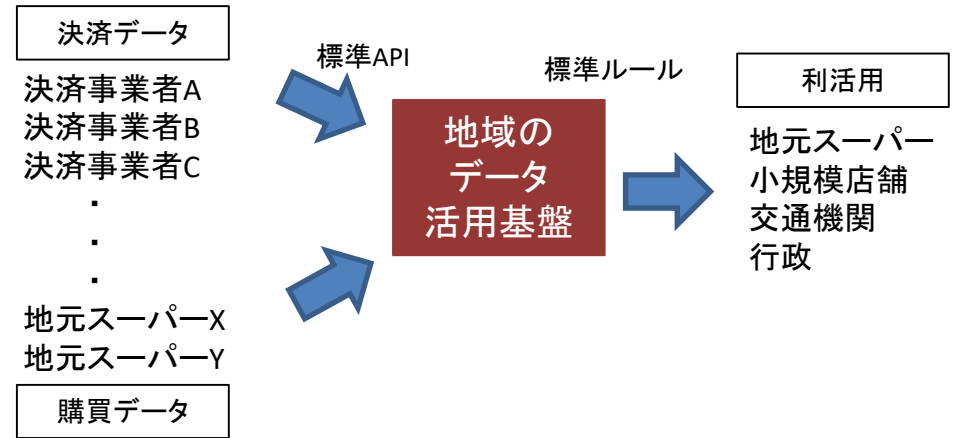 決済データ
決済事業者A
決済事業者B
決済事業者C
・
・
・
地元スーパーX
地元スーパーY
購買データ
標準API
地域の
データ
活用基盤
標準ルール
利活用
地元スーパー
小規模店舗
交通機関
行政